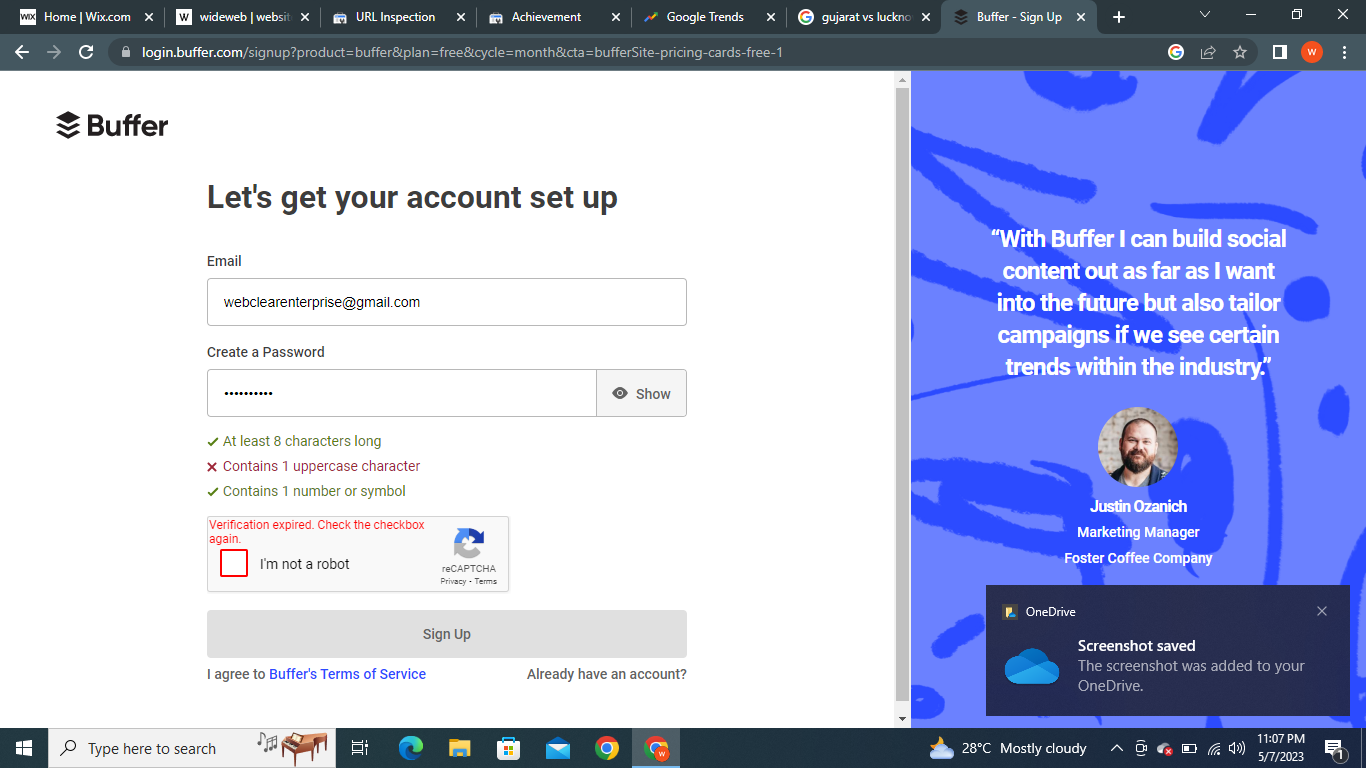 WIX Home | Wix.com
W wideweb | websit
URL Inspection
Achievement
Google Trends
gujarat vs luckno
Buffer - Sign Up
login.buffer.com/signup?product=buffer&plan=free&cycle=month&cta=bufferSite-pricing-cards-free-1
W
Buffer
Let's get your account set up
Email
webclearenterprise@gmail.com
Create a Password
••••••••••
Show
At least 8 characters long
Contains 1 uppercase character
Contains 1 number or symbol
Verification expired. Check the checkbox
again.
I'm not a robot
reCAPTCHA
Privacy - Terms
Sign Up
I agree to Buffer's Terms of Service
Already have an account?
“With Buffer I can build social
content out as far as I want
into the future but also tailor
campaigns if we see certain
trends within the industry.”
Justin Ozanich
Marketing Manager
Foster Coffee Company
OneDrive
Screenshot saved
The screenshot was added to your
OneDrive.
Type here to search
W
28°C Mostly cloudy
11:07 PM
5/7/2023
1